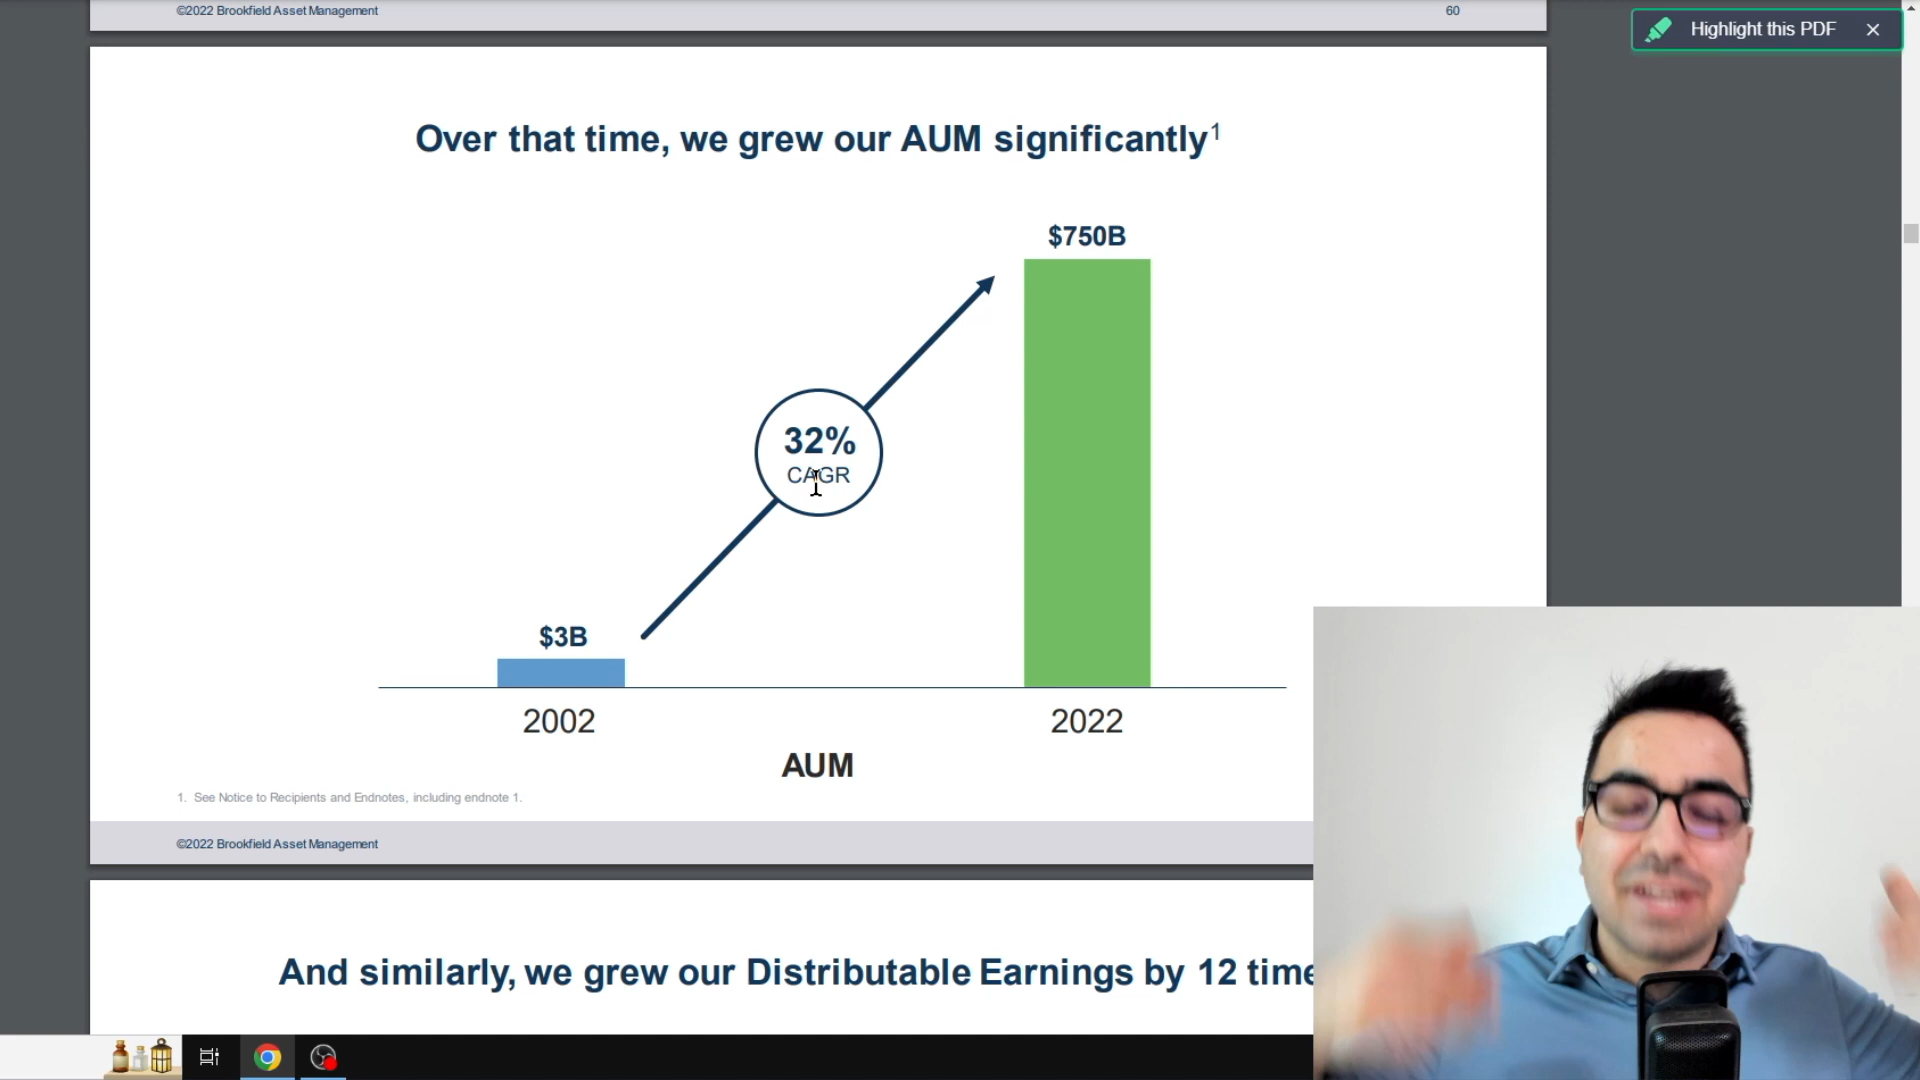 ©2022 Brookfield Asset Management
60
Highlight this PDF
Over that time, we grew our AUM significantly1
$750B
32%
CAGR
$3B
2002
2022
AUM
1. See Notice to Recipients and Endnotes, including endnote 1.
©2022 Brookfield Asset Management
And similarly, we grew our Distributable Earnings by 12 time